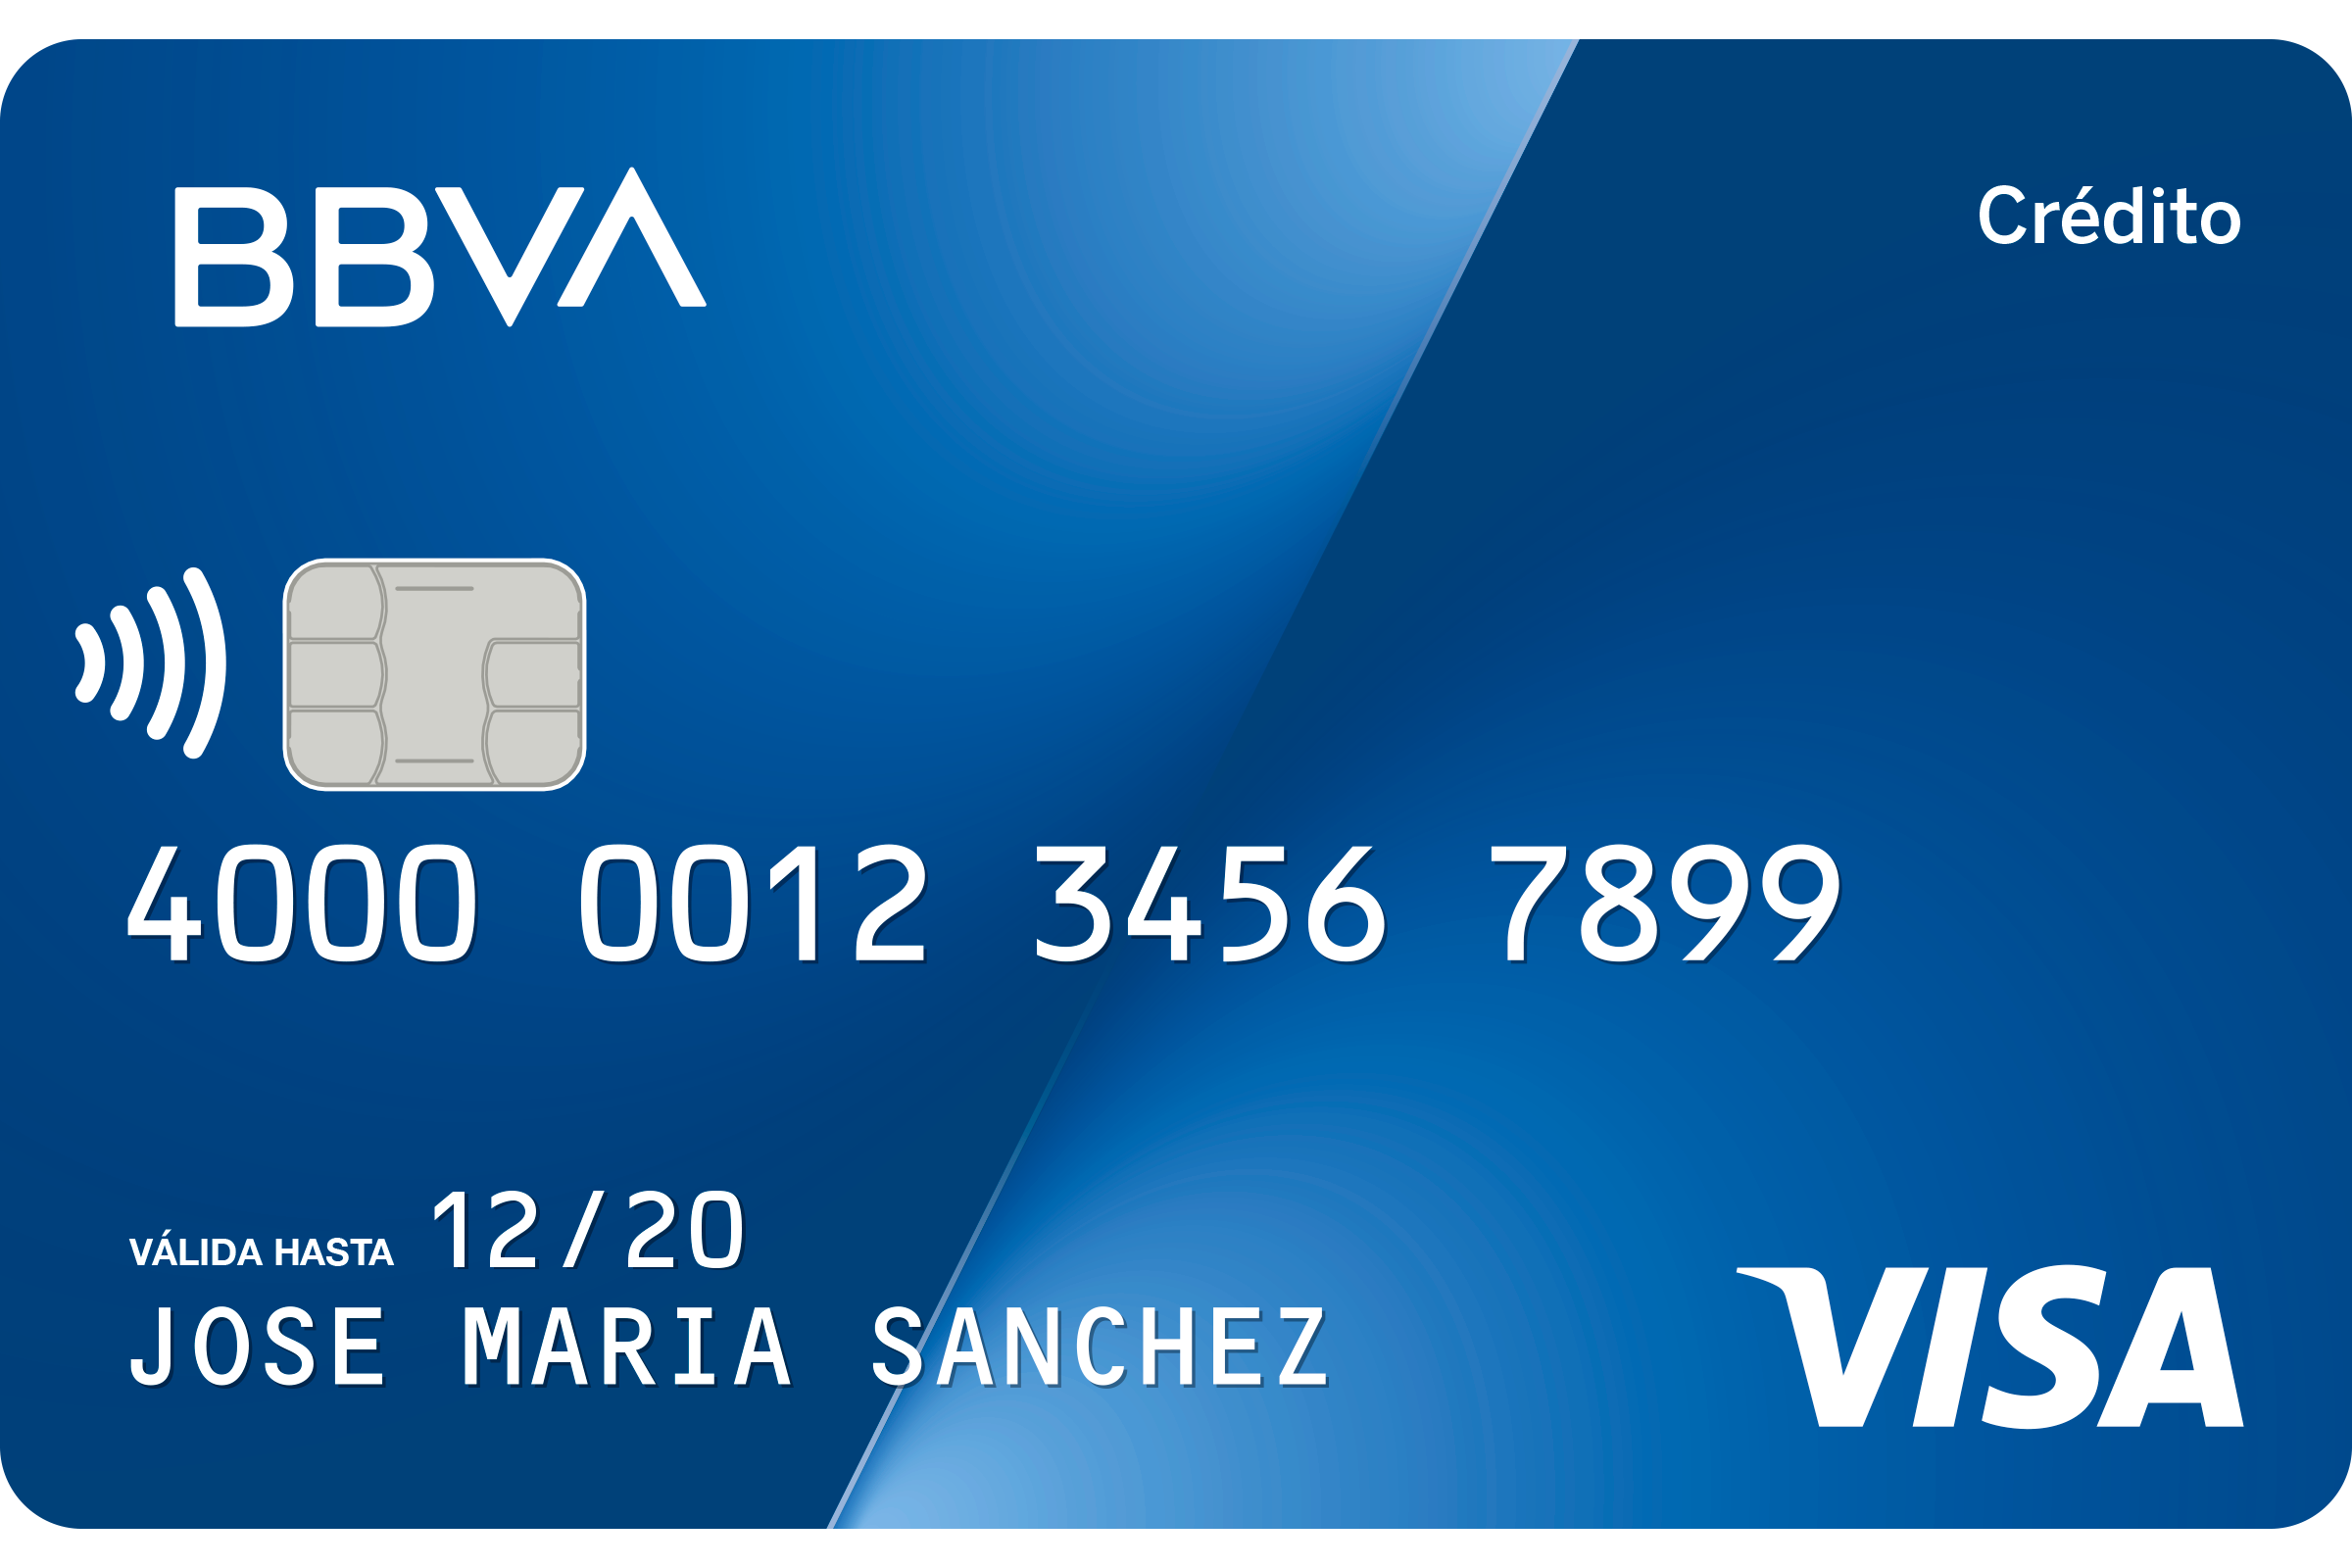 BBVA
Crédito
4000 0012 3456 7899
VÁLIDA HASTA 12/20
JOSE MARIA SANCHEZ
VISA